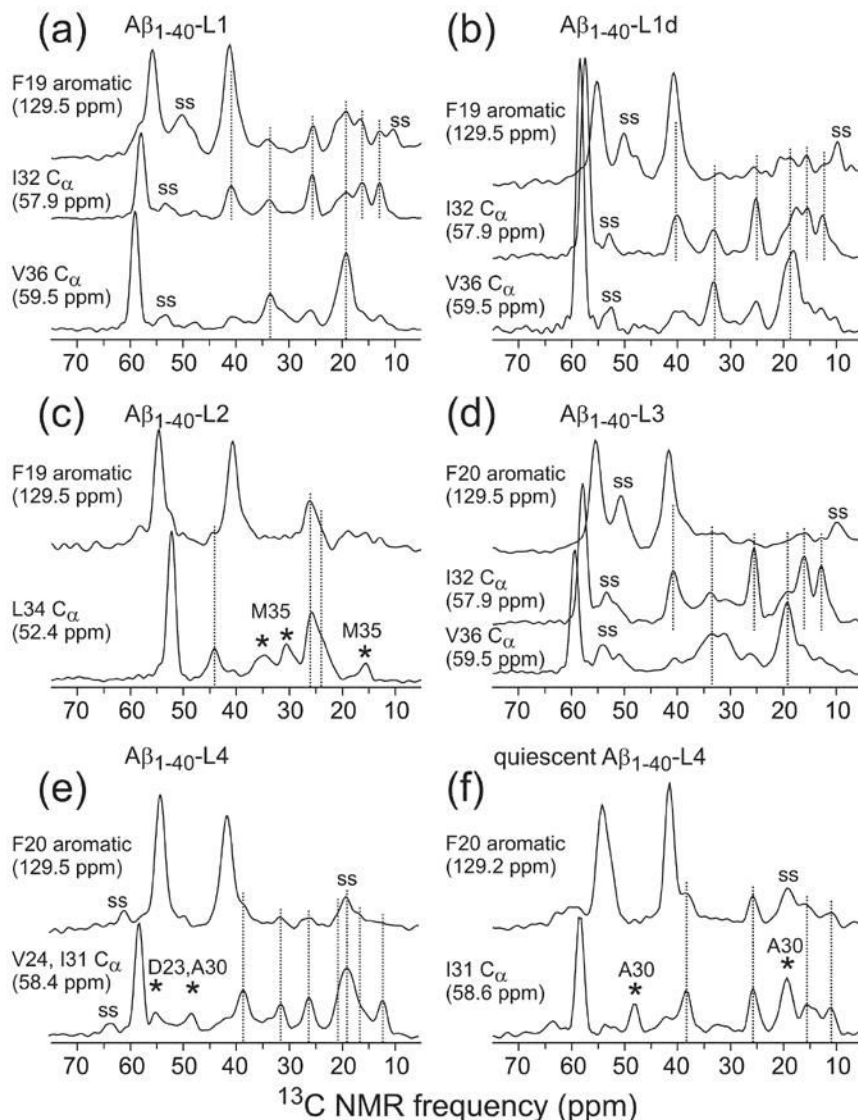 (a) Aβ1-40-L1
F19 aromatic
(129.5 ppm)
ss
ss
I32 Cα
(57.9 ppm)
ss
V36 Cα
(59.5 ppm)
ss
70 60 50 40 30 20 10
(b) Aβ1-40-L1d
F19 aromatic
(129.5 ppm)
ss
ss
I32 Cα
(57.9 ppm)
ss
V36 Cα
(59.5 ppm)
ss
70 60 50 40 30 20 10
(c) Aβ1-40-L2
F19 aromatic
(129.5 ppm)
L34 Cα
(52.4 ppm)
M35
* *
M35
*
70 60 50 40 30 20 10
(d) Aβ1-40-L3
F20 aromatic
(129.5 ppm)
ss
ss
I32 Cα
(57.9 ppm)
ss
V36 Cα
(59.5 ppm)
ss
70 60 50 40 30 20 10
(e) Aβ1-40-L4
F20 aromatic
(129.5 ppm)
ss
ss
V24, I31 Cα
(58.4 ppm)
D23,A30
* *
ss
70 60 50 40 30 20 10
(f) quiescent Aβ1-40-L4
F20 aromatic
(129.2 ppm)
ss
I31 Cα
(58.6 ppm)
A30
*
A30
*
70 60 50 40 30 20 10
13C NMR frequency (ppm)